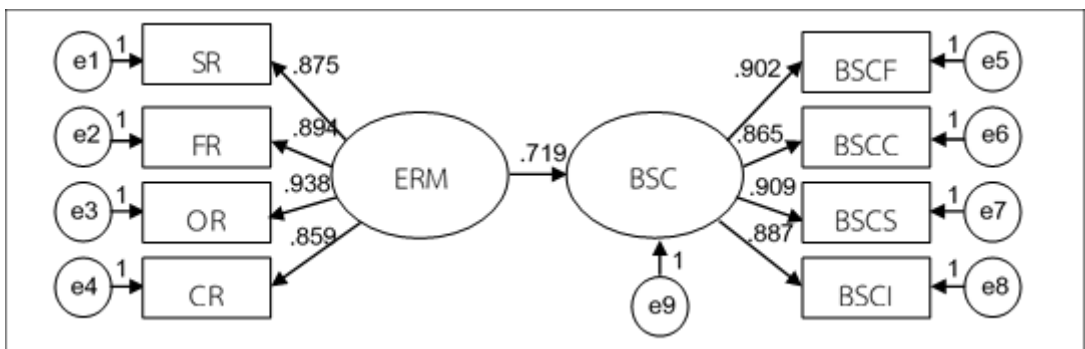 e1
1
SR
.875
e2
1
FR
.894
e3
1
OR
.938
e4
1
CR
.859
ERM
.719
BSC
1
e9
.902
BSCF
1
e5
.865
BSCC
1
e6
.909
BSCS
1
e7
.887
BSCI
1
e8